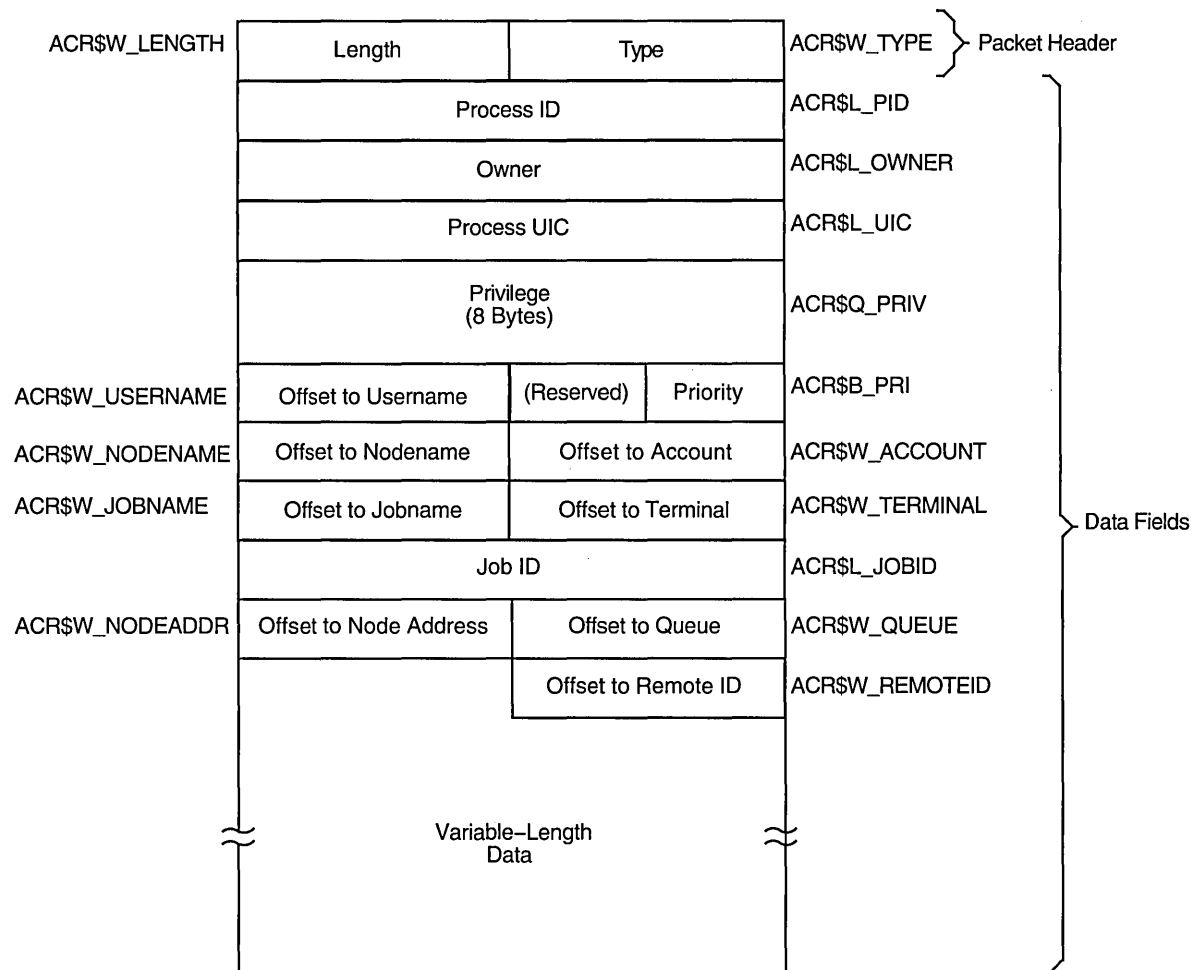 ACR$W_LENGTH Length Type ACR$W_TYPE Packet Header
Process ID ACR$L_PID
Owner ACR$L_OWNER
Process UIC ACR$L_UIC
Privilege
(8 Bytes) ACR$Q_PRIV
ACR$W_USERNAME Offset to Username (Reserved) Priority ACR$B_PRI
ACR$W_NODENAME Offset to Nodename Offset to Account ACR$W_ACCOUNT
ACR$W_JOBNAME Offset to Jobname Offset to Terminal ACR$W_TERMINAL
Data Fields
Job ID ACR$L_JOBID
ACR$W_NODEADDR Offset to Node Address Offset to Queue ACR$W_QUEUE
Offset to Remote ID ACR$W_REMOTEID
Variable–Length
Data